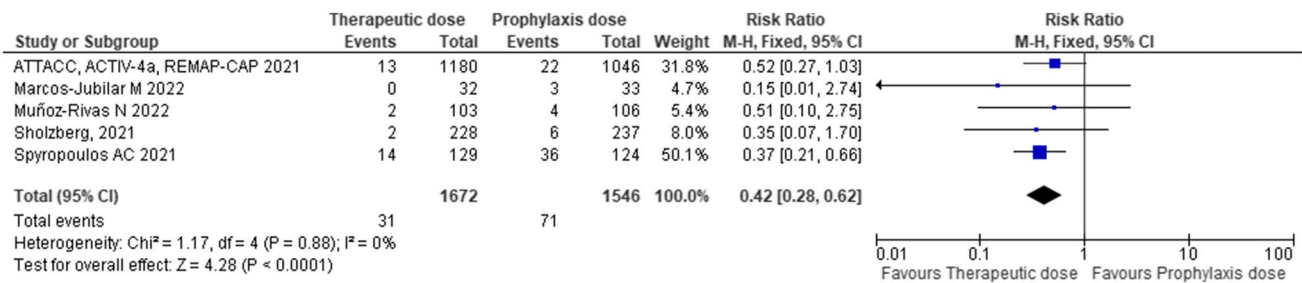 Therapeutic dose Prophylaxis dose Risk Ratio Risk Ratio
Study or Subgroup Events Total Events Total Weight M-H, Fixed, 95% CI M-H, Fixed, 95% CI
ATTACC, ACTIV-4a, REMAP-CAP 2021 13 1180 22 1046 31.8% 0.52 [0.27, 1.03]
Marcos-Jubilar M 2022 0 32 3 33 4.7% 0.15 [0.01, 2.74]
Muñoz-Rivas N 2022 2 103 4 106 5.4% 0.51 [0.10, 2.75]
Sholzberg, 2021 2 228 6 237 8.0% 0.35 [0.07, 1.70]
Spyropoulos AC 2021 14 129 36 124 50.1% 0.37 [0.21, 0.66]
Total (95% CI) 1672 1546 100.0% 0.42 [0.28, 0.62]
Total events 31 71
Heterogeneity: Chi² = 1.17, df = 4 (P = 0.88); I² = 0%
Test for overall effect: Z = 4.28 (P < 0.0001)
0.01 0.1 1 10 100
Favours Therapeutic dose Favours Prophylaxis dose